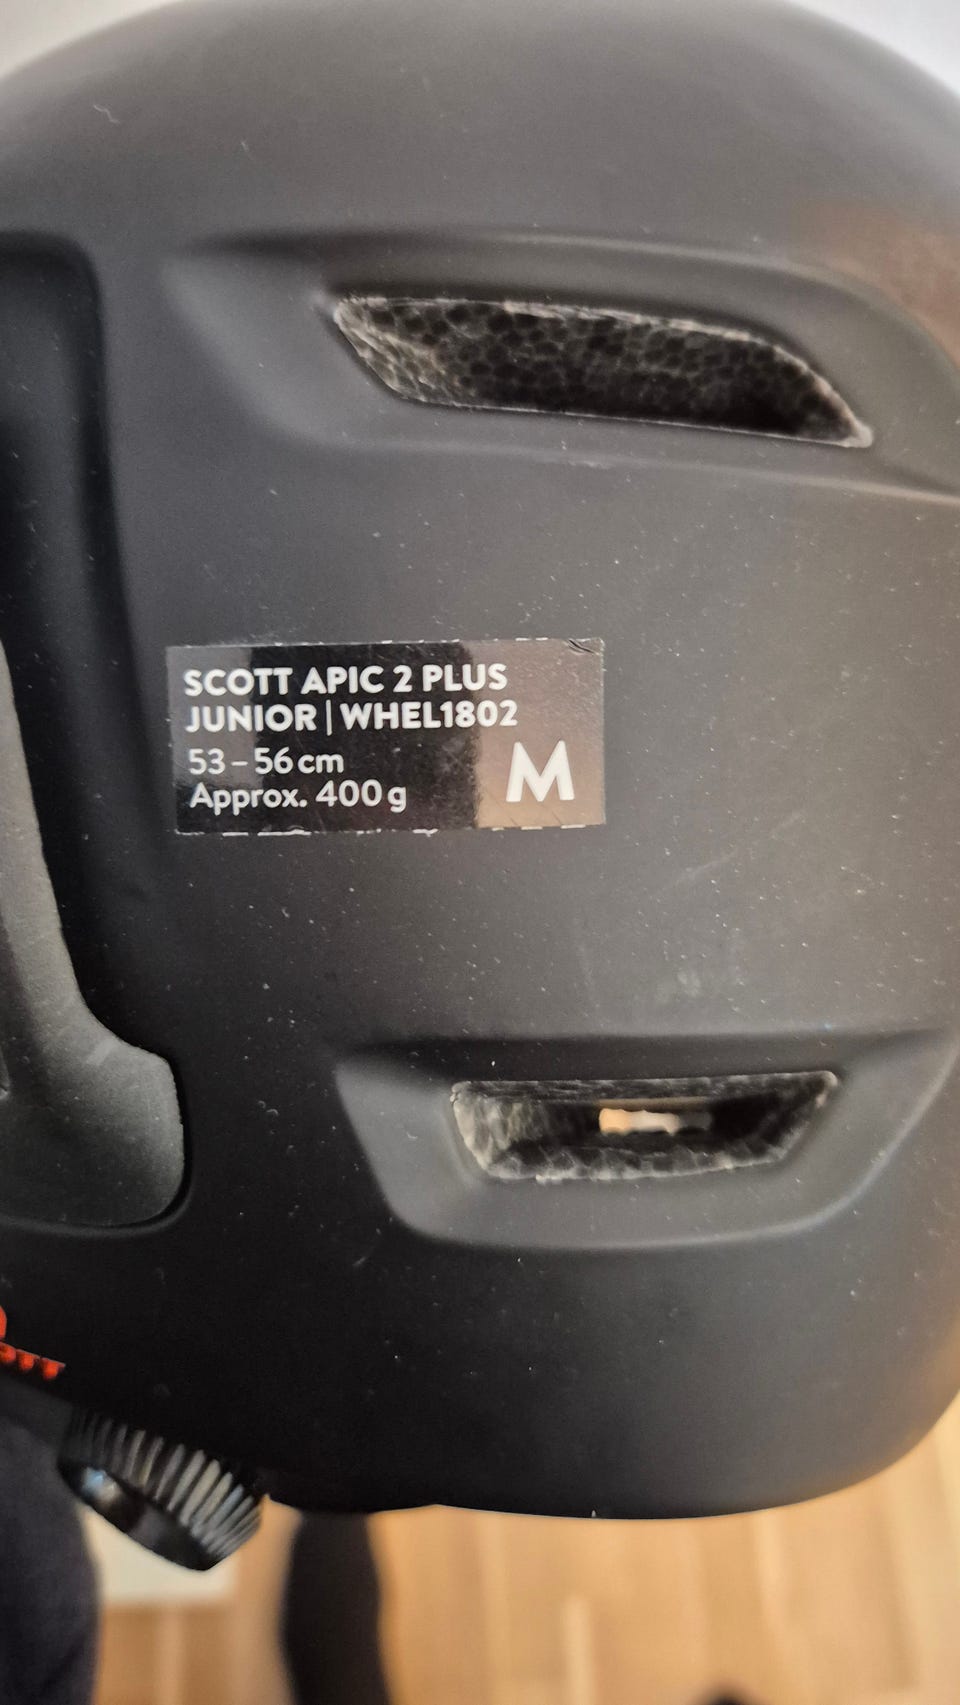 SCOTT APIC 2 PLUS
JUNIOR | WHEL1802
53 – 56 cm
Approx. 400 g
M